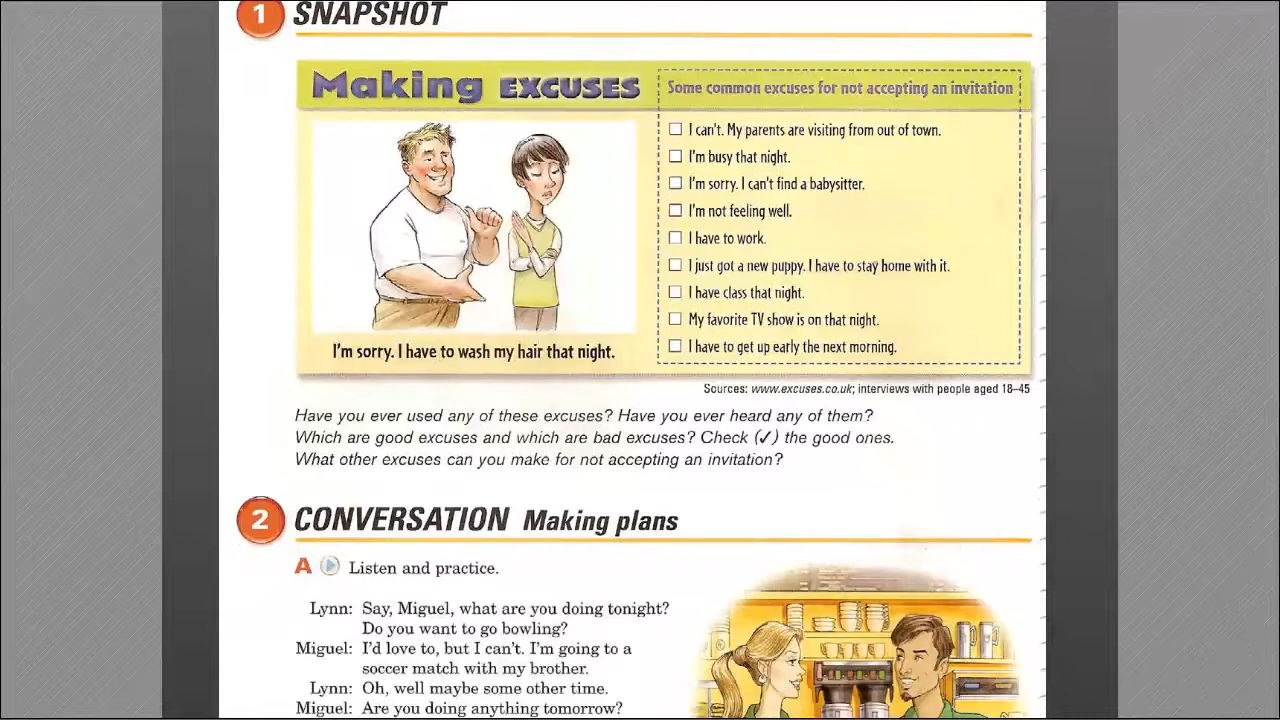 1 SNAPSHOT
Making EXCUSES
Some common excuses for not accepting an invitation
I can't. My parents are visiting from out of town.
I'm busy that night.
I'm sorry. I can't find a babysitter.
I'm not feeling well.
I have to work.
I just got a new puppy. I have to stay home with it.
I have class that night.
My favorite TV show is on that night.
I have to get up early the next morning.
I'm sorry. I have to wash my hair that night.
Sources: www.excuses.co.uk; interviews with people aged 18–45
Have you ever used any of these excuses? Have you ever heard any of them?
Which are good excuses and which are bad excuses? Check (✓) the good ones.
What other excuses can you make for not accepting an invitation?
2 CONVERSATION Making plans
A Listen and practice.
Lynn: Say, Miguel, what are you doing tonight?
Do you want to go bowling?
Miguel: I'd love to, but I can't. I'm going to a
soccer match with my brother.
Lynn: Oh, well maybe some other time.
Miguel: Are you doing anything tomorrow?